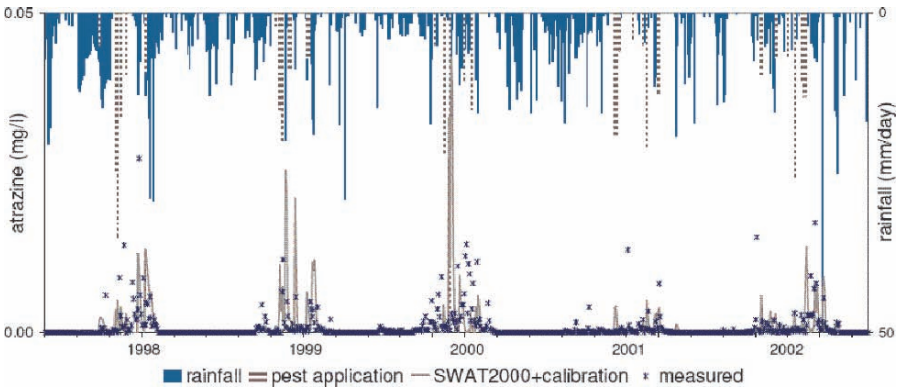 0.05
0
atrazine (mg/l)
rainfall (mm/day)
0.00
50
1998
1999
2000
2001
2002
rainfall
pest application
SWAT2000+calibration
measured